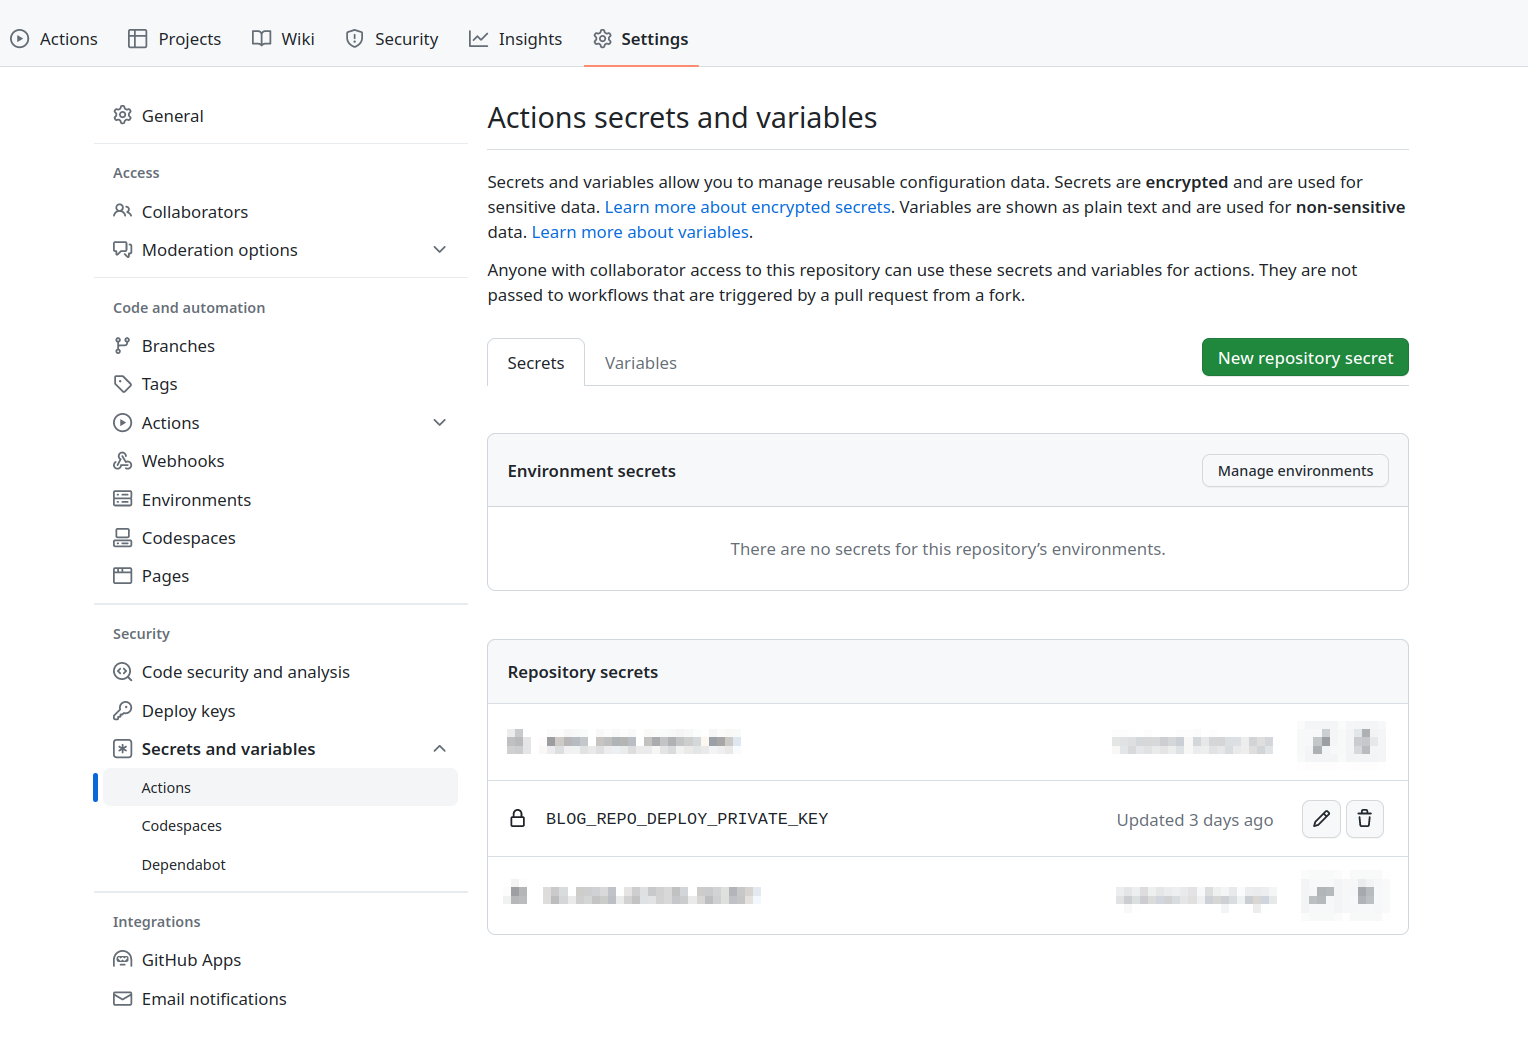 Actions
Projects
Wiki
Security
Insights
Settings
General
Access
Collaborators
Moderation options
Code and automation
Branches
Tags
Actions
Webhooks
Environments
Codespaces
Pages
Security
Code security and analysis
Deploy keys
Secrets and variables
Actions
Codespaces
Dependabot
Integrations
GitHub Apps
Email notifications
Actions secrets and variables
Secrets and variables allow you to manage reusable configuration data. Secrets are encrypted and are used for
sensitive data. Learn more about encrypted secrets. Variables are shown as plain text and are used for non-sensitive
data. Learn more about variables.
Anyone with collaborator access to this repository can use these secrets and variables for actions. They are not
passed to workflows that are triggered by a pull request from a fork.
Secrets
Variables
New repository secret
Environment secrets
Manage environments
There are no secrets for this repository’s environments.
Repository secrets
BLOG_REPO_DEPLOY_PRIVATE_KEY
Updated 3 days ago